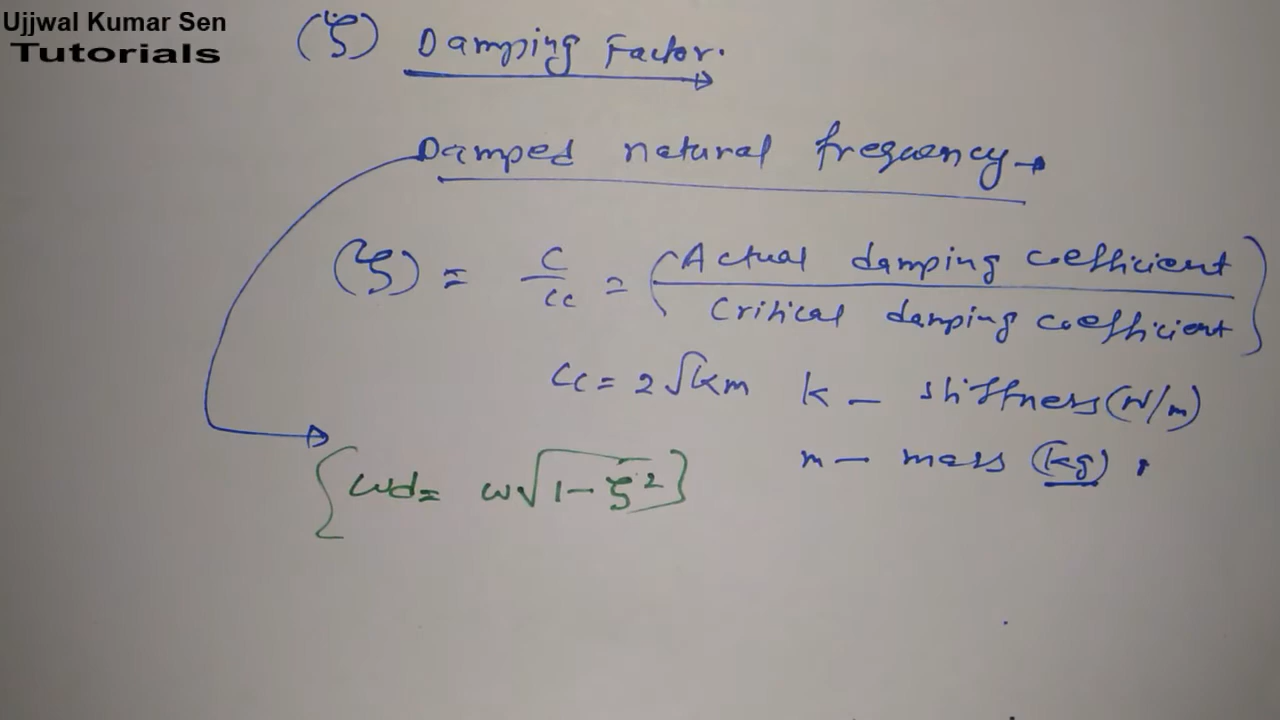 Ujjwal Kumar Sen
Tutorials
(ξ) Damping Factor.
Damped natural frequency →
(ξ) = C/Cc = (Actual damping coefficient / Critical damping coefficient)
Cc = 2√km k – stiffness (N/m)
m – mass (kg).
{ωd = ω√1-ξ²}